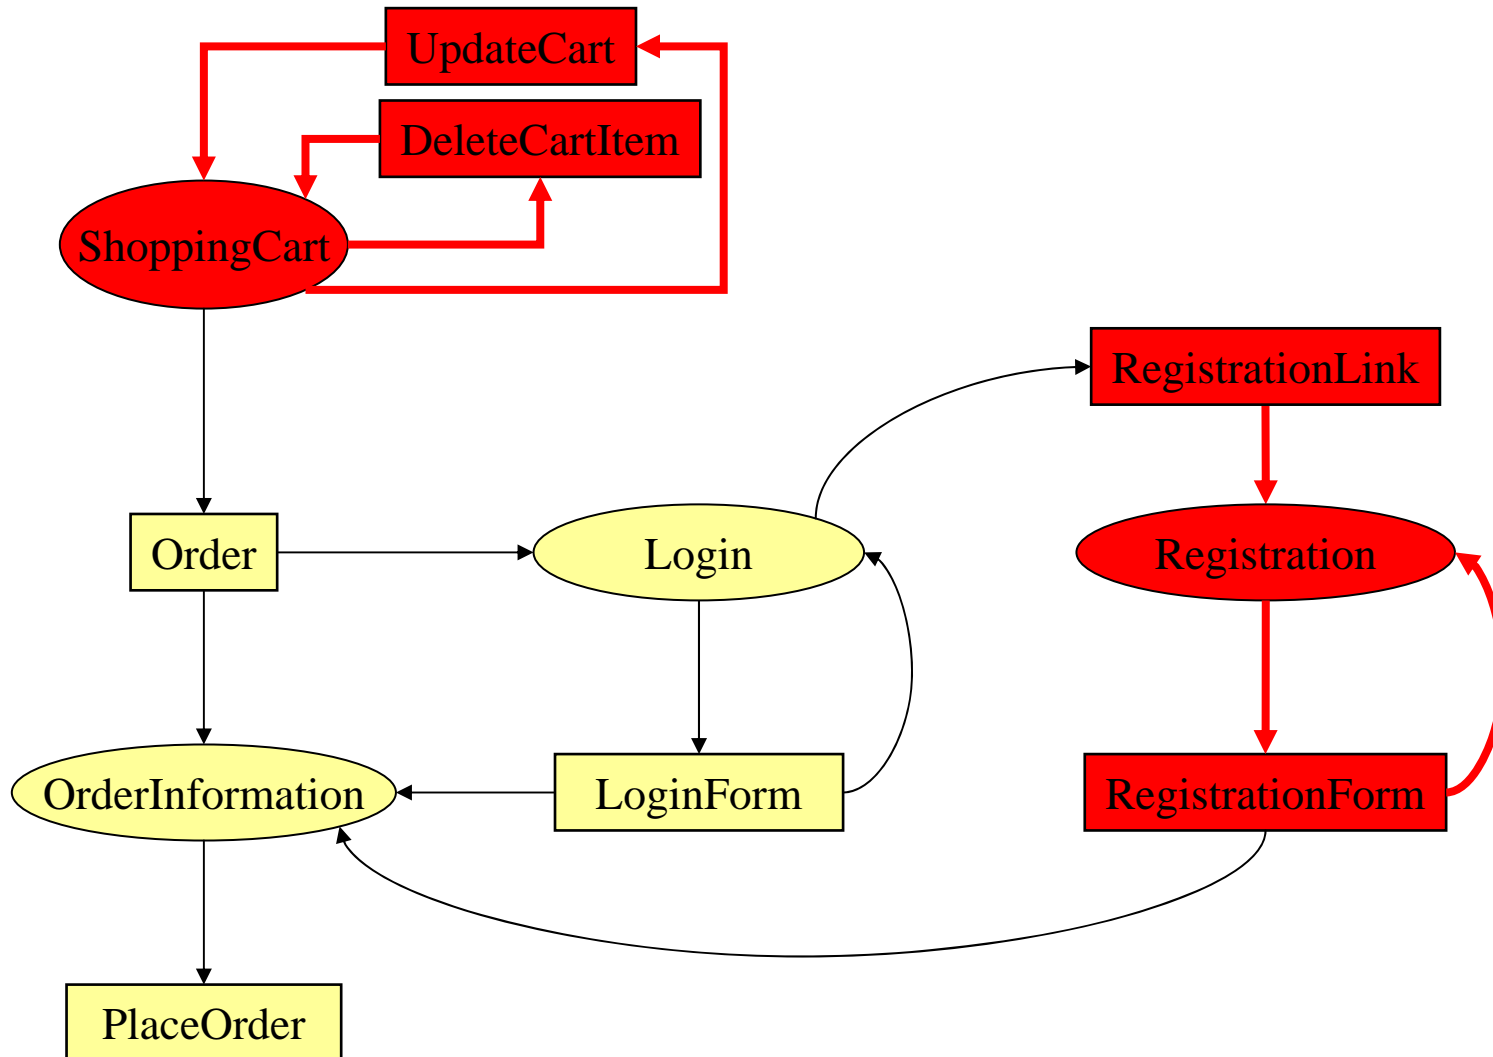 UpdateCart
DeleteCartItem
ShoppingCart
RegistrationLink
Order
Login
Registration
OrderInformation
LoginForm
RegistrationForm
PlaceOrder